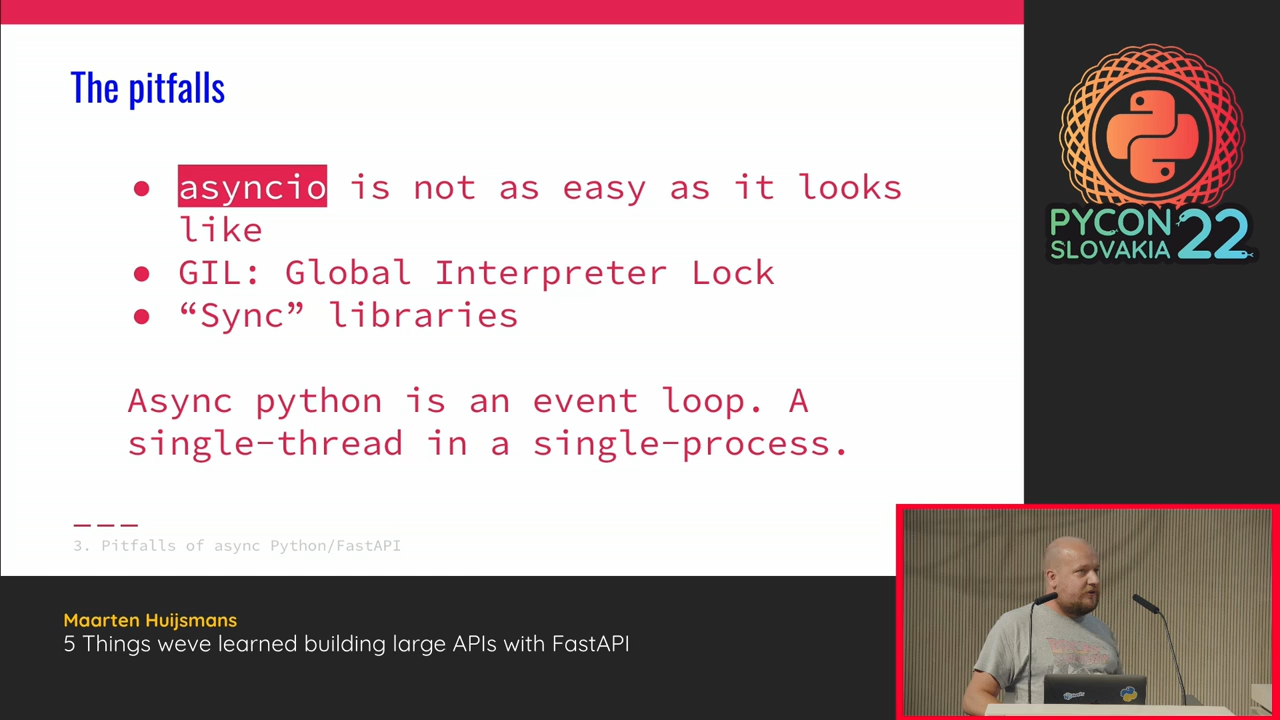 The pitfalls
● asyncio is not as easy as it looks
like
● GIL: Global Interpreter Lock
● “Sync” libraries
Async python is an event loop. A
single-thread in a single-process.
3. Pitfalls of async Python/FastAPI
PYCON
SLOVAKIA 22
Maarten Huijsmans
5 Things weve learned building large APIs with FastAPI